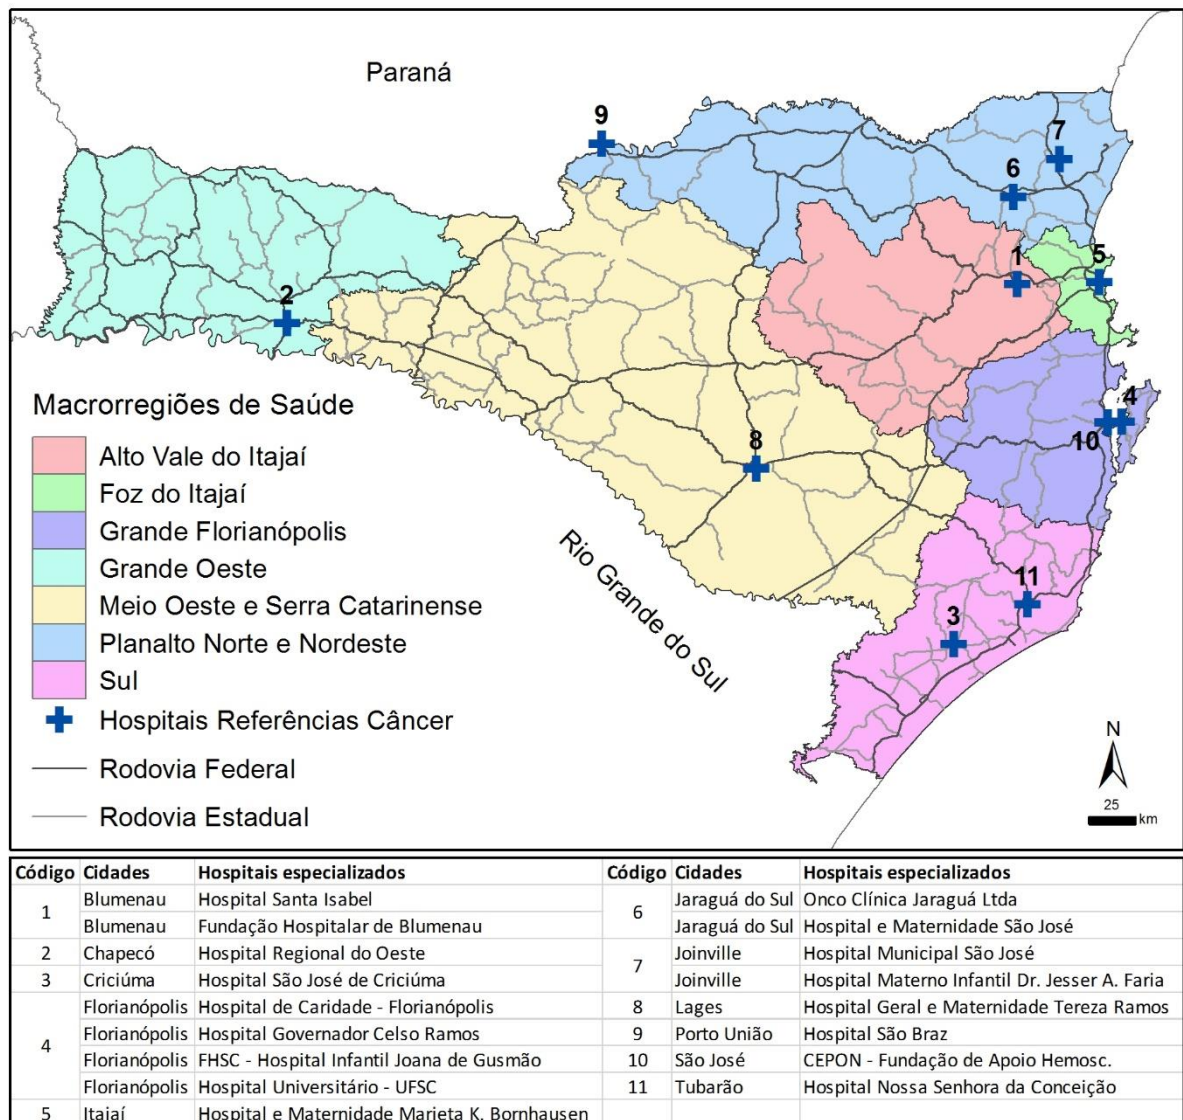 Paraná
9
7
6
1
5
2
4
10
8
11
3
Rio Grande do Sul
Macrorregiões de Saúde
Alto Vale do Itajaí
Foz do Itajaí
Grande Florianópolis
Grande Oeste
Meio Oeste e Serra Catarinense
Planalto Norte e Nordeste
Sul
Hospitais Referências Câncer
Rodovia Federal
Rodovia Estadual
N
25
km
Código Cidades Hospitais especializados Código Cidades Hospitais especializados
1 Blumenau Hospital Santa Isabel 6 Jaraguá do Sul Onco Clínica Jaraguá Ltda
Blumenau Fundação Hospitalar de Blumenau Jaraguá do Sul Hospital e Maternidade São José
2 Chapecó Hospital Regional do Oeste 7 Joinville Hospital Municipal São José
3 Criciúma Hospital São José de Criciúma Joinville Hospital Materno Infantil Dr. Jesser A. Faria
4 Florianópolis Hospital de Caridade - Florianópolis 8 Lages Hospital Geral e Maternidade Tereza Ramos
Florianópolis Hospital Governador Celso Ramos 9 Porto União Hospital São Braz
Florianópolis FHSC - Hospital Infantil Joana de Gusmão 10 São José CEPON - Fundação de Apoio Hemosc.
Florianópolis Hospital Universitário - UFSC 11 Tubarão Hospital Nossa Senhora da Conceição
5 Itajaí Hospital e Maternidade Marieta K. Bornhausen